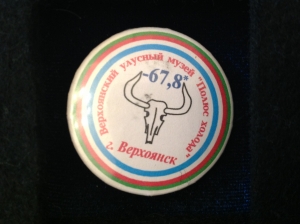 Верхоянский улусный музей "Полюс холода"
-67,8°
г. Верхоянск